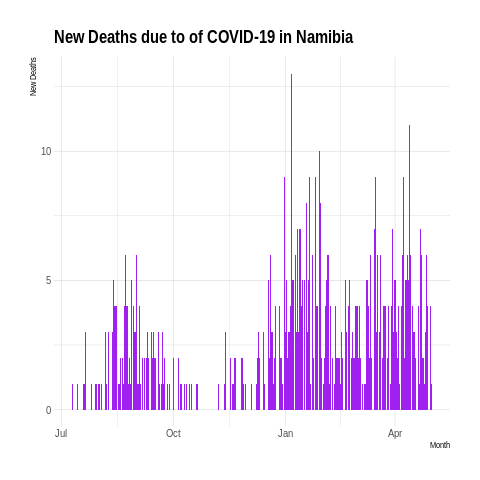 New Deaths due to of COVID-19 in Namibia
New Deaths
10
5
0
Jul Oct Jan Apr
Month